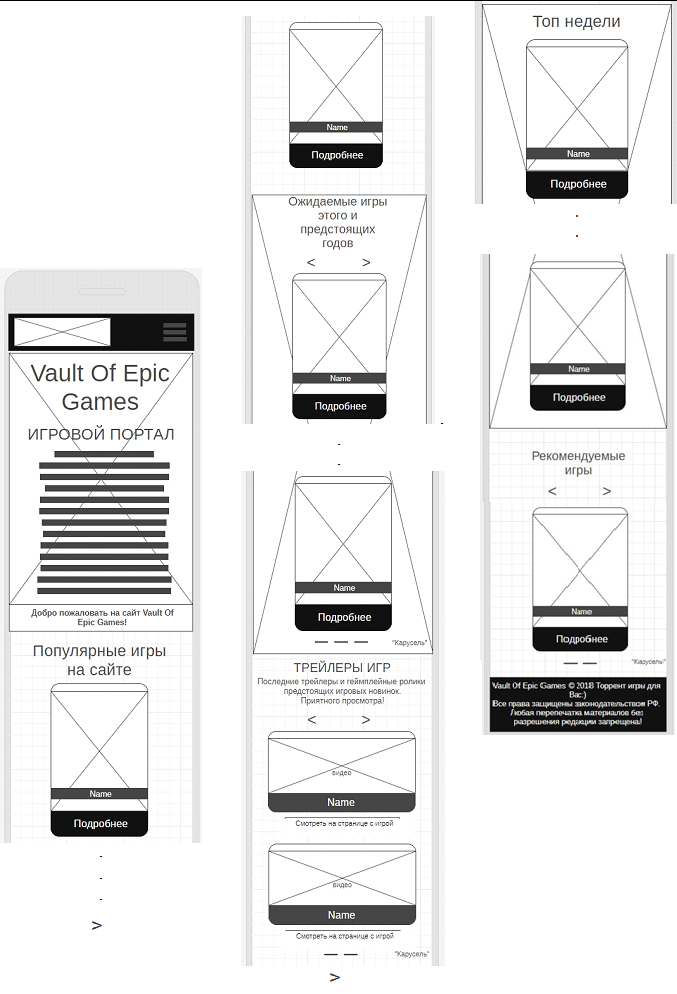 Vault Of Epic
Games
ИГРОВОЙ ПОРТАЛ
Добро пожаловать на сайт Vault Of
Epic Games!
Популярные игры
на сайте
Name
Подробнее
>
Name
Подробнее
Ожидаемые игры
этого и
предстоящих
годов
< >
Name
Подробнее
Name
Подробнее
"Карусель"
ТРЕЙЛЕРЫ ИГР
Последние трейлеры и геймплейные ролики
предстоящих игровых новинок.
Приятного просмотра!
< >
видео
Name
Смотреть на странице с игрой
видео
Name
Смотреть на странице с игрой
"Карусель"
>
Топ недели
Name
Подробнее
Name
Подробнее
Рекомендуемые
игры
< >
Name
Подробнее
"Карусель"
Vault Of Epic Games © 2018 Торрент игры для
Вас:)
Все права защищены законодательством РФ.
Любая перепечатка материалов без
разрешения редакции запрещена!